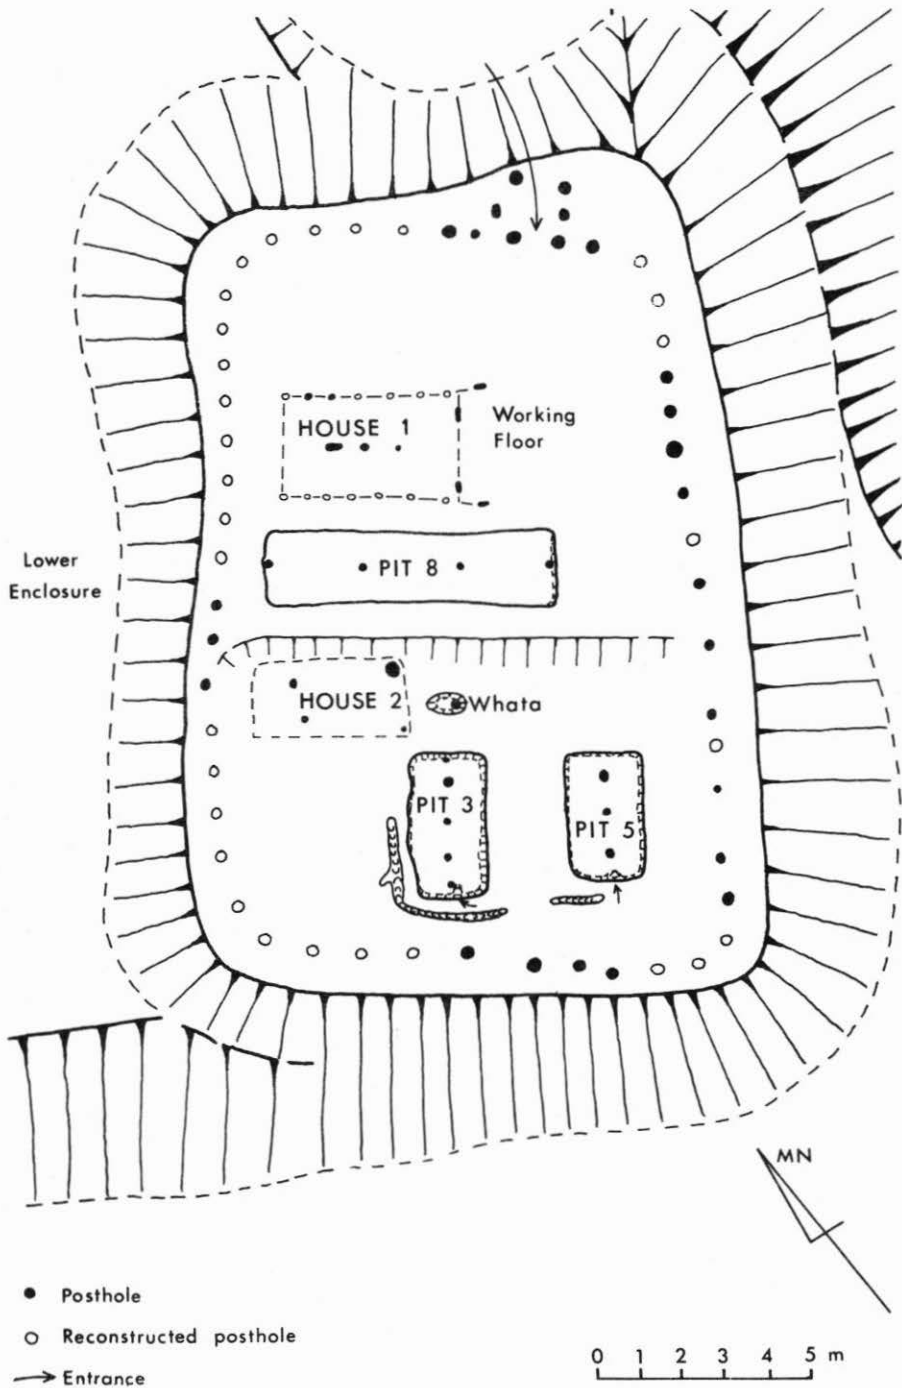 HOUSE 1
Working
Floor
Lower
Enclosure
PIT 8
HOUSE 2
Whata
PIT 3
PIT 5
MN
Posthole
Reconstructed posthole
Entrance
0 1 2 3 4 5 m